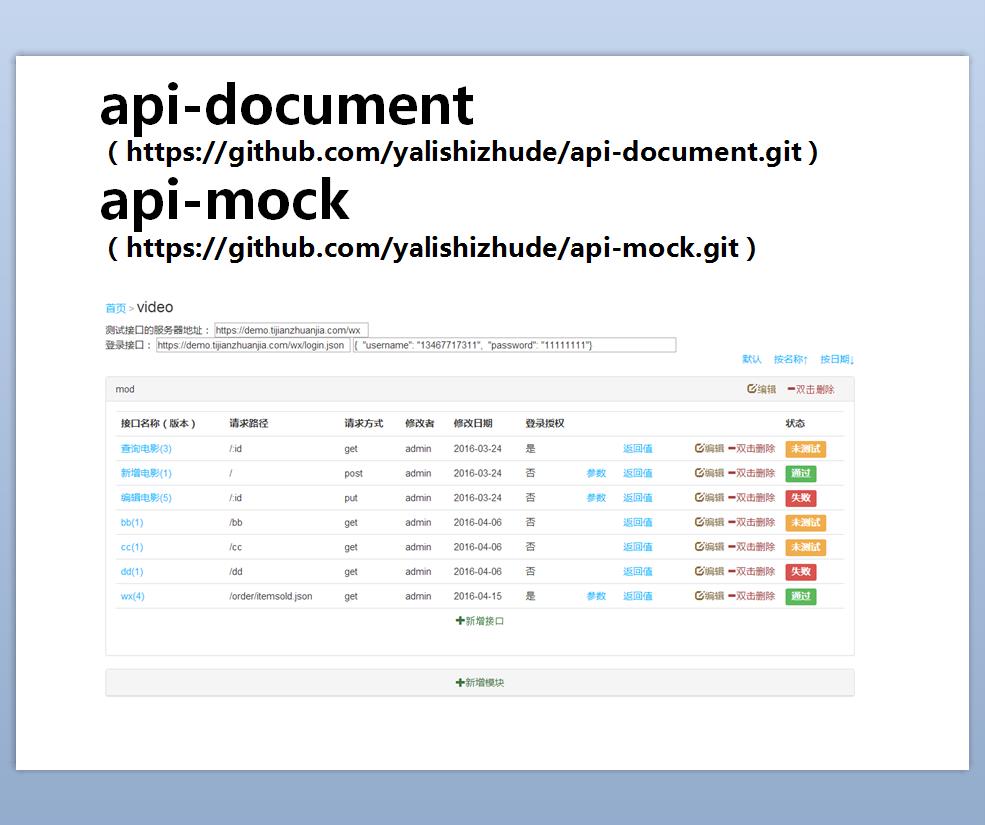 api-document
（https://github.com/yalishizhude/api-document.git）
api-mock
（https://github.com/yalishizhude/api-mock.git）
首页 > video
测试接口的服务器地址： https://demo.tijianzhuanjia.com/wx
登录接口： https://demo.tijianzhuanjia.com/wx/login.json { "username": "13467717311", "password": "11111111"}
默认 按名称↑ 按日期↓
mod 编辑 双击删除
接口名称（版本） 请求路径 请求方式 修改者 修改日期 登录授权 状态
查询电影(3) /:id get admin 2016-03-24 是 返回值 编辑 双击删除 未测试
新增电影(1) / post admin 2016-03-24 否 参数 返回值 编辑 双击删除 通过
编辑电影(5) /:id put admin 2016-03-24 否 参数 返回值 编辑 双击删除 失败
bb(1) /bb get admin 2016-04-06 否 返回值 编辑 双击删除 未测试
cc(1) /cc get admin 2016-04-06 否 返回值 编辑 双击删除 未测试
dd(1) /dd get admin 2016-04-06 否 返回值 编辑 双击删除 失败
wx(4) /order/itemsold.json get admin 2016-04-15 是 参数 返回值 编辑 双击删除 通过
新增接口
新增模块